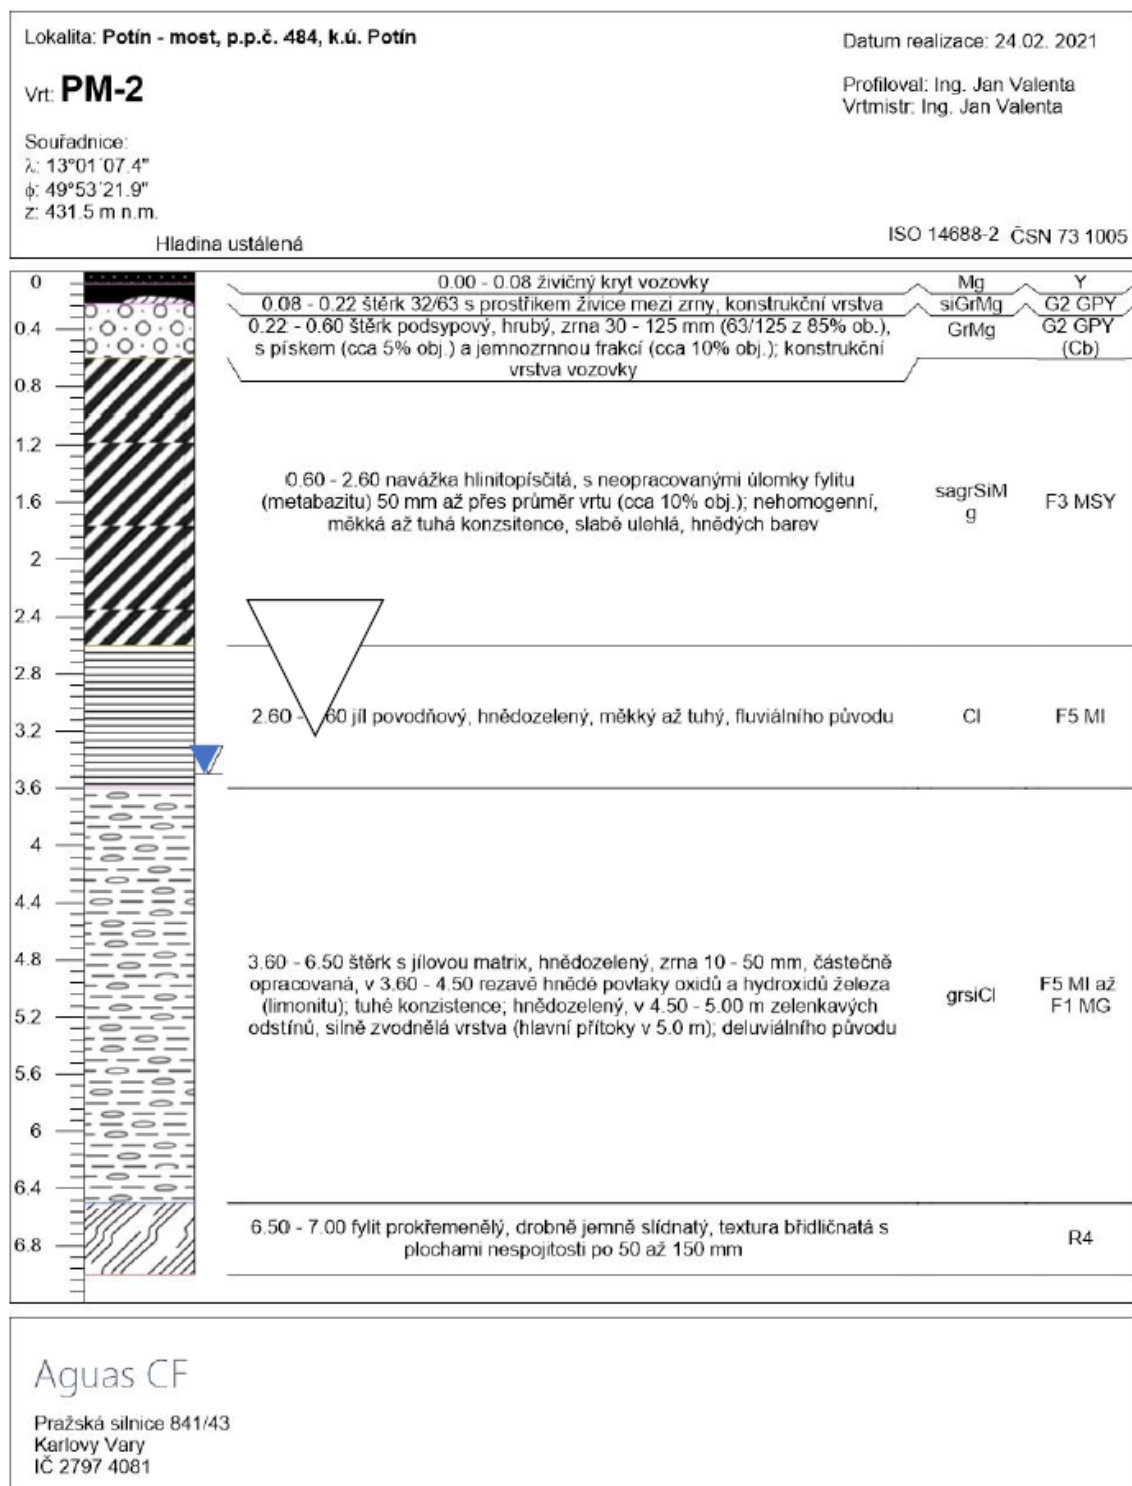 Lokalita: Potín - most, p.p.č. 484, k.ú. Potín
Datum realizace: 24.02. 2021
Vrt: PM-2
Profiloval: Ing. Jan Valenta
Vrtmistr: Ing. Jan Valenta
Souřadnice:
λ: 13°01´07.4"
ϕ: 49°53´21.9"
z: 431.5 m n.m.
Hladina ustálená
ISO 14688-2 ČSN 73 1005
0
0.00 - 0.08 živičný kryt vozovky Mg Y
0.08 - 0.22 štěrk 32/63 s prostřikem živice mezi zrny, konstrukční vrstva siGrMg G2 GPY
0.4
0.22 - 0.60 štěrk podsypový, hrubý, zrna 30 - 125 mm (63/125 z 85% ob.), GrMg G2 GPY
s pískem (cca 5% obj.) a jemnozrnnou frakcí (cca 10% obj.); konstrukční (Cb)
vrstva vozovky
0.8
1.2
0.60 - 2.60 navážka hlinitopísčitá, s neopracovanými úlomky fylitu
(metabazitu) 50 mm až přes průměr vrtu (cca 10% obj.); nehomogenní, sagrSiM
g F3 MSY
měkká až tuhá konzsitence, slabě ulehlá, hnědých barev
1.6
2
2.4
2.8
2.60 - 60 jíl povodňový, hnědozelený, měkký až tuhý, fluviálního původu Cl F5 MI
3.2
3.6
4
4.4
4.8
3.60 - 6.50 štěrk s jílovou matrix, hnědozelený, zrna 10 - 50 mm, částečně
opracovaná, v 3.60 - 4.50 rezavě hnědé povlaky oxidů a hydroxidů železa F5 MI až
(limonitu); tuhé konzistence; hnědozelený, v 4.50 - 5.00 m zelenkavých grsiCl F1 MG
odstínů, silně zvodnělá vrstva (hlavní přítoky v 5.0 m); deluviálního původu
5.2
5.6
6
6.4
6.50 - 7.00 fylit prokřemenělý, drobně jemně slídnatý, textura břidličnatá s
plochami nespojitosti po 50 až 150 mm R4
6.8
Aguas CF
Pražská silnice 841/43
Karlovy Vary
IČ 2797 4081